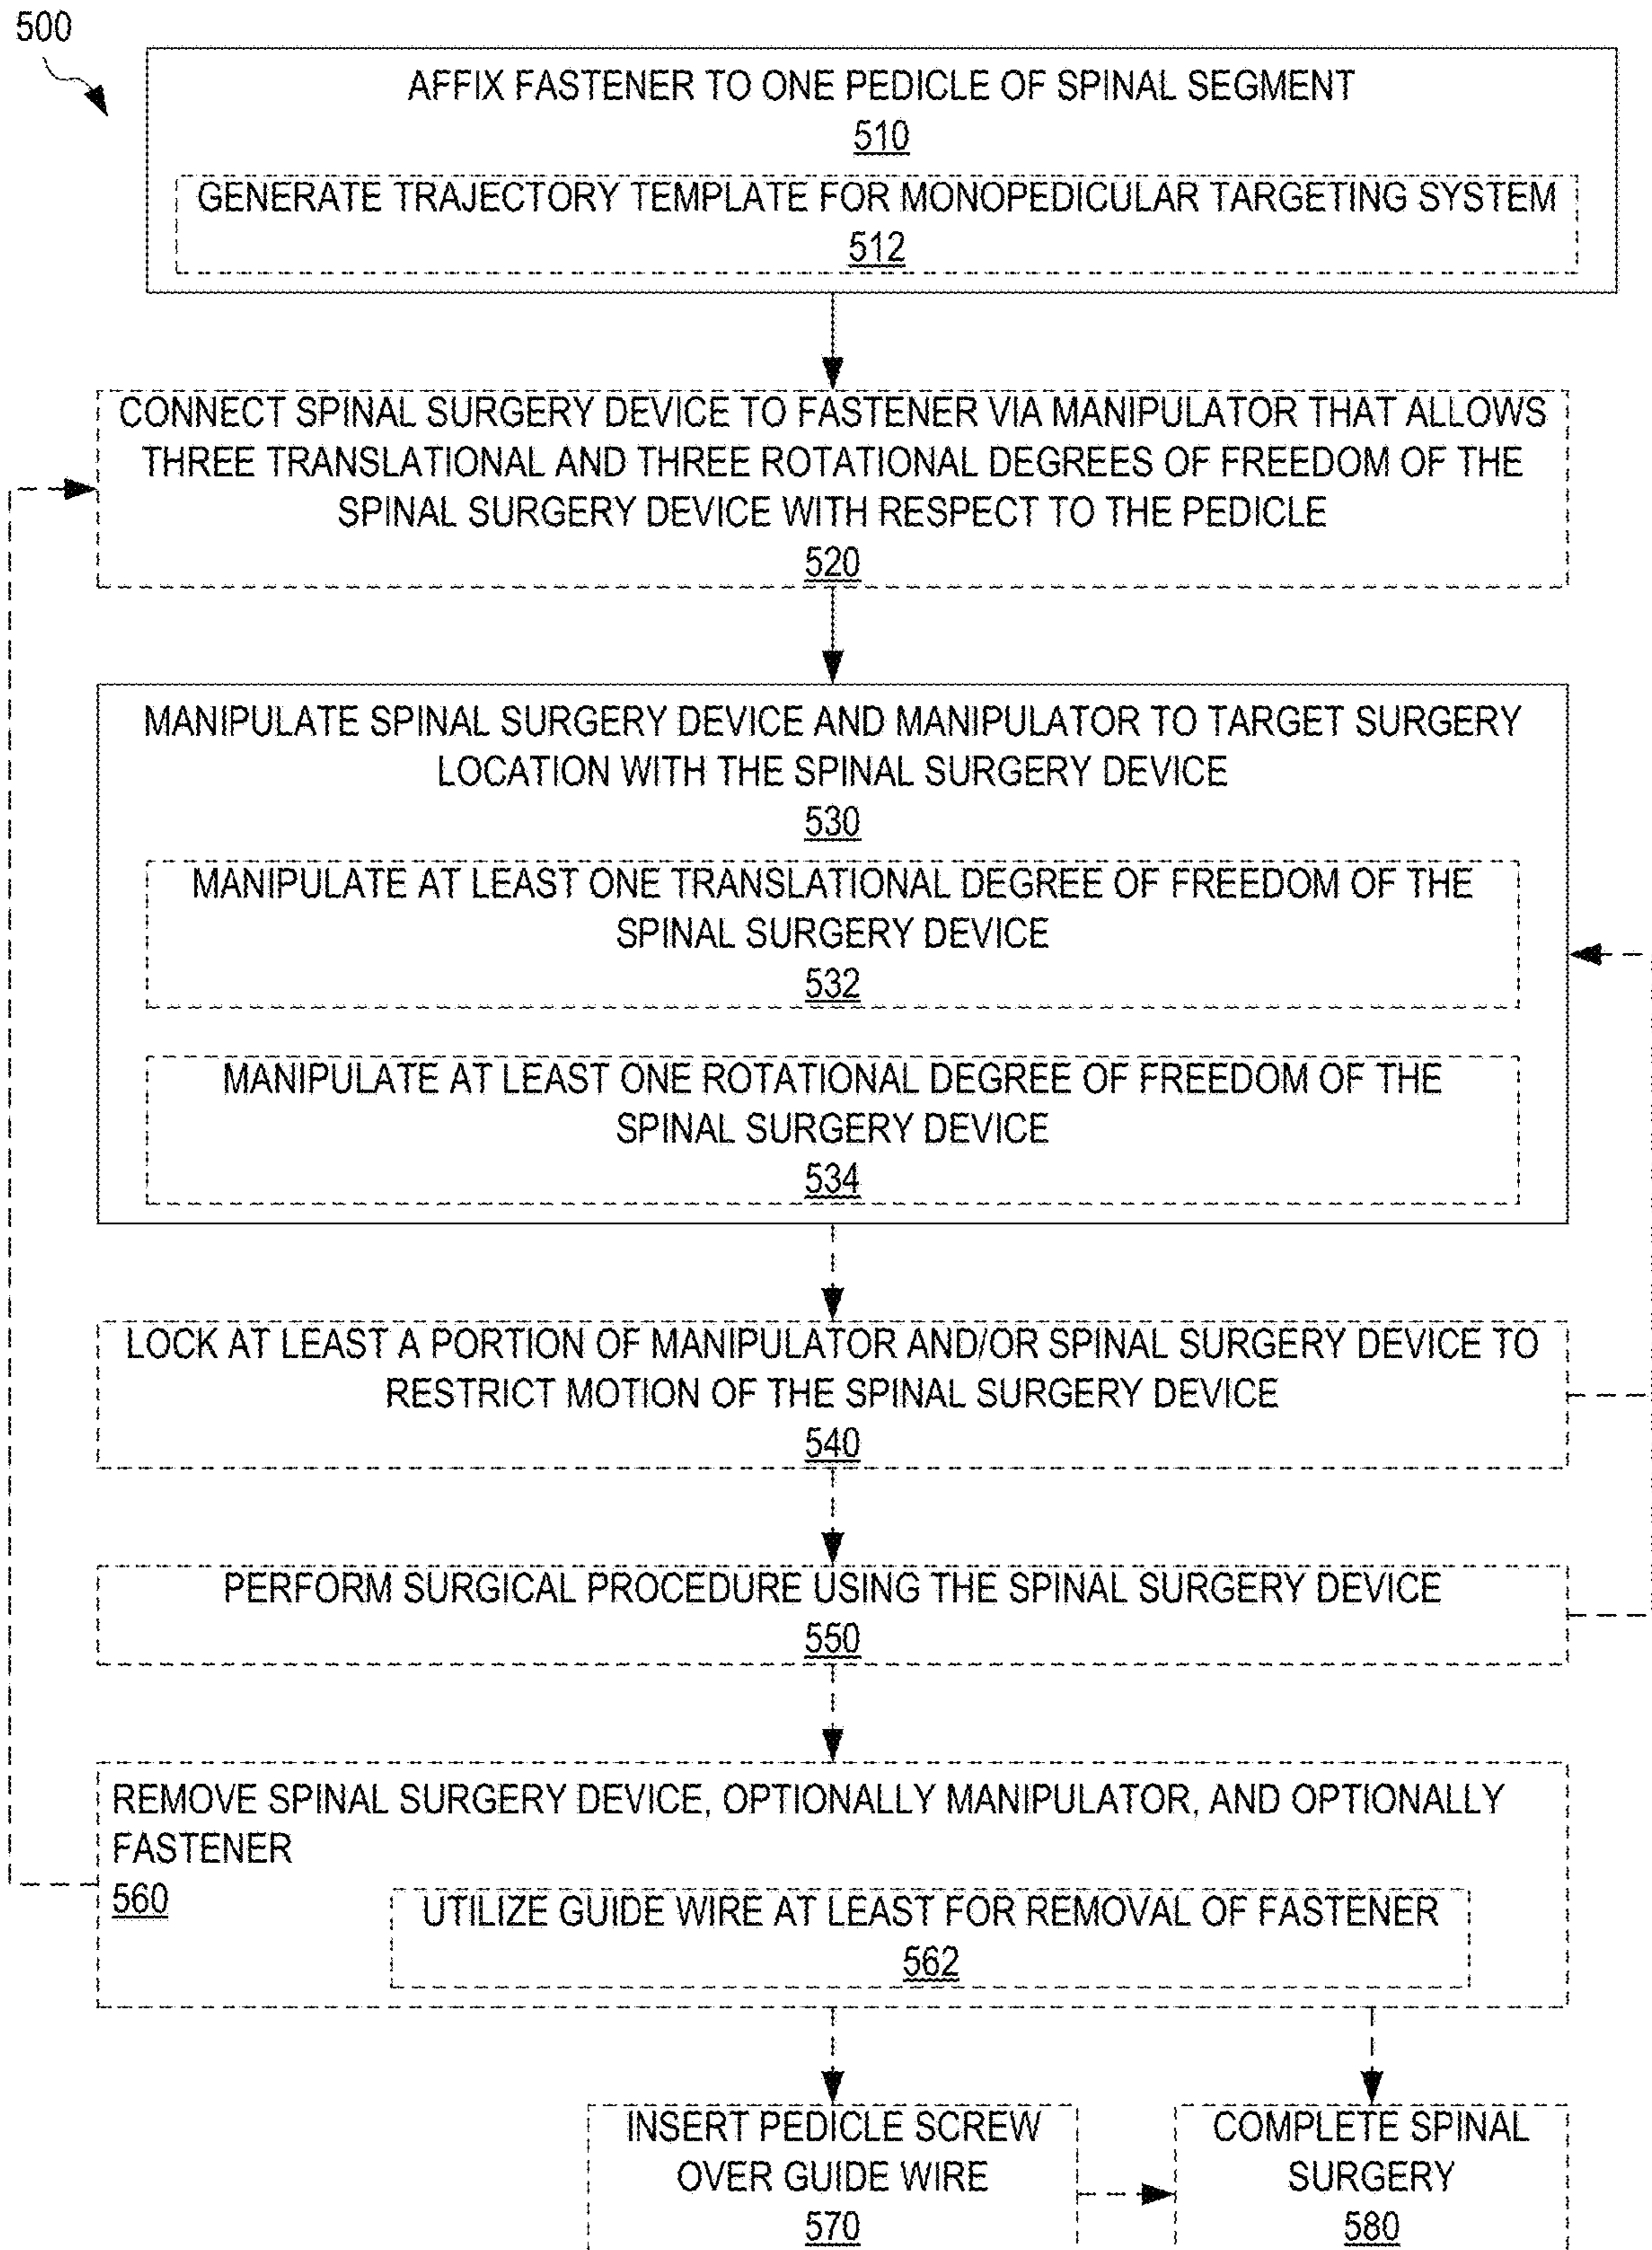 500
AFFIX FASTENER TO ONE PEDICLE OF SPINAL SEGMENT
510
GENERATE TRAJECTORY TEMPLATE FOR MONOPEDICULAR TARGETING SYSTEM
512
CONNECT SPINAL SURGERY DEVICE TO FASTENER VIA MANIPULATOR THAT ALLOWS
THREE TRANSLATIONAL AND THREE ROTATIONAL DEGREES OF FREEDOM OF THE
SPINAL SURGERY DEVICE WITH RESPECT TO THE PEDICLE
520
MANIPULATE SPINAL SURGERY DEVICE AND MANIPULATOR TO TARGET SURGERY
LOCATION WITH THE SPINAL SURGERY DEVICE
530
MANIPULATE AT LEAST ONE TRANSLATIONAL DEGREE OF FREEDOM OF THE
SPINAL SURGERY DEVICE
532
MANIPULATE AT LEAST ONE ROTATIONAL DEGREE OF FREEDOM OF THE
SPINAL SURGERY DEVICE
534
LOCK AT LEAST A PORTION OF MANIPULATOR AND/OR SPINAL SURGERY DEVICE TO
RESTRICT MOTION OF THE SPINAL SURGERY DEVICE
540
PERFORM SURGICAL PROCEDURE USING THE SPINAL SURGERY DEVICE
550
REMOVE SPINAL SURGERY DEVICE, OPTIONALLY MANIPULATOR, AND OPTIONALLY
FASTENER
560
UTILIZE GUIDE WIRE AT LEAST FOR REMOVAL OF FASTENER
562
INSERT PEDICLE SCREW
OVER GUIDE WIRE
570
COMPLETE SPINAL
SURGERY
580